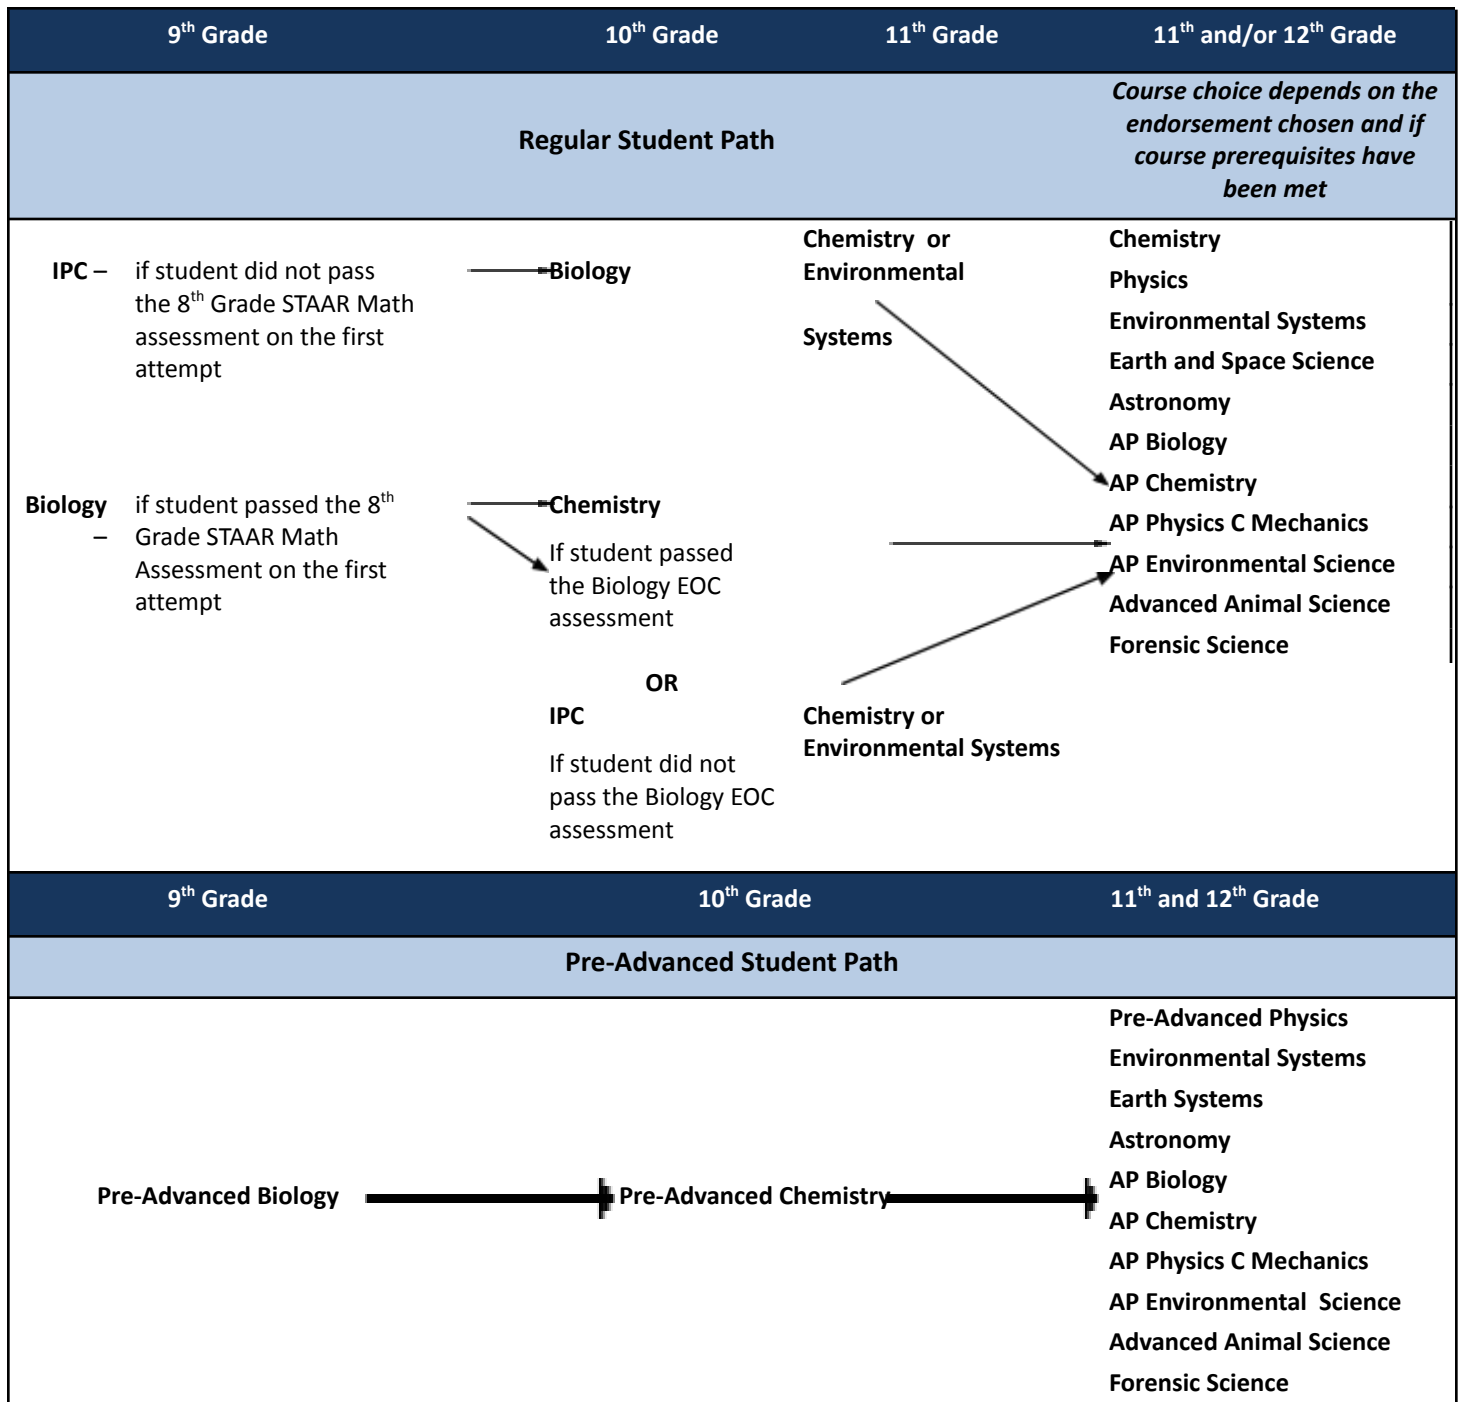 9th Grade 10th Grade 11th Grade 11th and/or 12th Grade
Regular Student Path
Course choice depends on the
endorsement chosen and if
course prerequisites have
been met
IPC – if student did not pass
the 8th Grade STAAR Math
assessment on the first
attempt
Biology
Chemistry or
Environmental
Systems
Biology – if student passed the 8th
Grade STAAR Math
Assessment on the first
attempt
Chemistry
If student passed
the Biology EOC
assessment
OR
IPC
If student did not
pass the Biology EOC
assessment
Chemistry or
Environmental Systems
Chemistry
Physics
Environmental Systems
Earth and Space Science
Astronomy
AP Biology
AP Chemistry
AP Physics C Mechanics
AP Environmental Science
Advanced Animal Science
Forensic Science
9th Grade 10th Grade 11th and 12th Grade
Pre-Advanced Student Path
Pre-Advanced Biology
Pre-Advanced Chemistry
Pre-Advanced Physics
Environmental Systems
Earth Systems
Astronomy
AP Biology
AP Chemistry
AP Physics C Mechanics
AP Environmental Science
Advanced Animal Science
Forensic Science